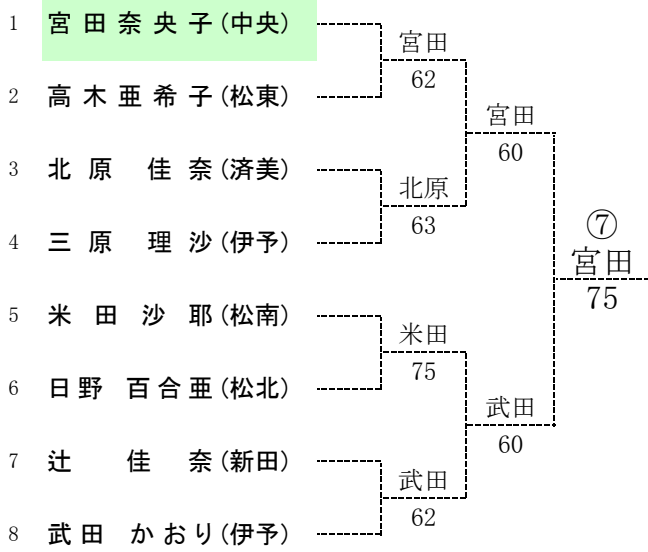 1 宮田奈央子(中央)
2 高木亜希子(松東)
3 北原 佳奈(済美)
4 三原 理沙(伊予)
5 米田沙耶(松南)
6 日野 百合亜(松北)
7 辻 佳奈(新田)
8 武田 かおり(伊予)
宮田
62
北原
63
米田
75
武田
62
宮田
60
武田
60
⑦
宮田
75